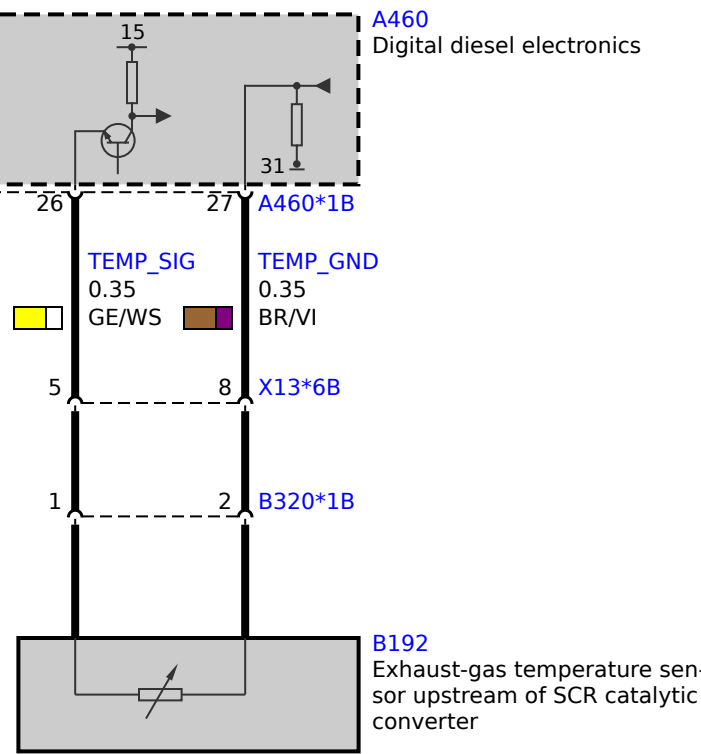 A460
Digital diesel electronics
15
31
26
27
A460*1B
TEMP_SIG
0.35
GE/WS
TEMP_GND
0.35
BR/VI
5
8
X13*6B
1
2
B320*1B
B192
Exhaust-gas temperature sen-
sor upstream of SCR catalytic
converter